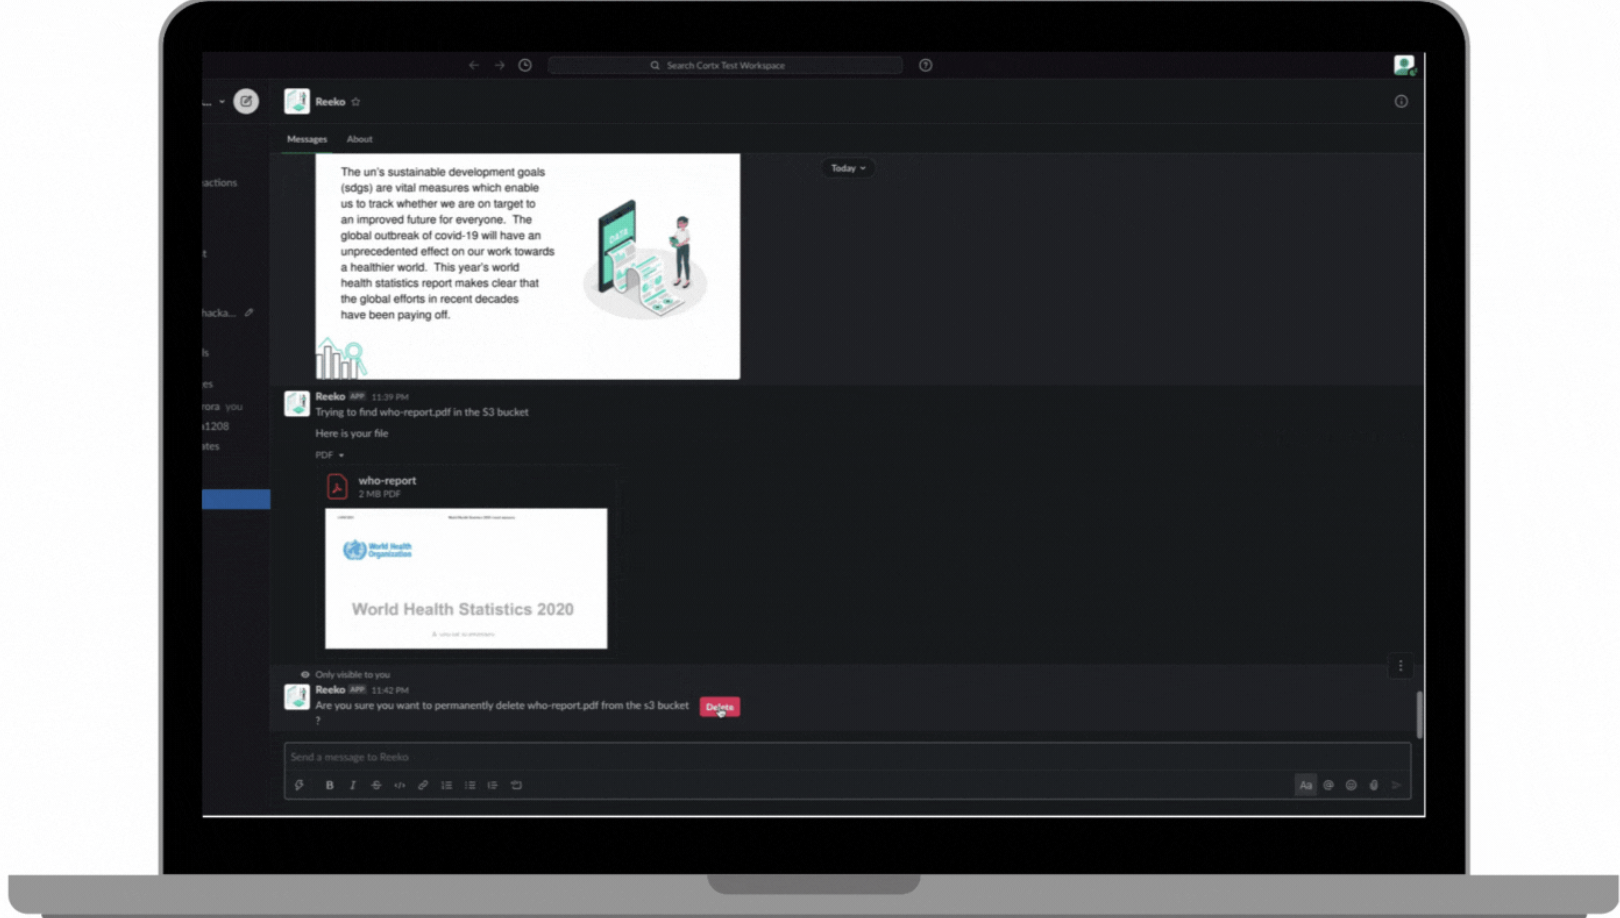 Search Cortx Test Workspace
Reeko
Messages About
Today
actions
The un's sustainable development goals
(sdgs) are vital measures which enable
us to track whether we are on target to
an improved future for everyone. The
global outbreak of covid-19 will have an
unprecedented effect on our work towards
a healthier world. This year's world
health statistics report makes clear that
the global efforts in recent decades
have been paying off.
DATA
t
hacka...
ls
es
rora you
a1208
ates
Reeko APP 11:39 PM
Trying to find who-report.pdf in the S3 bucket
Here is your file
PDF
who-report
2 MB PDF
World Health
Organization
World Health Statistics 2020
Only visible to you
Reeko APP 11:42 PM
Are you sure you want to permanently delete who-report.pdf from the s3 bucket
?
Delete
Send a message to Reeko
B I S </>
Aa @